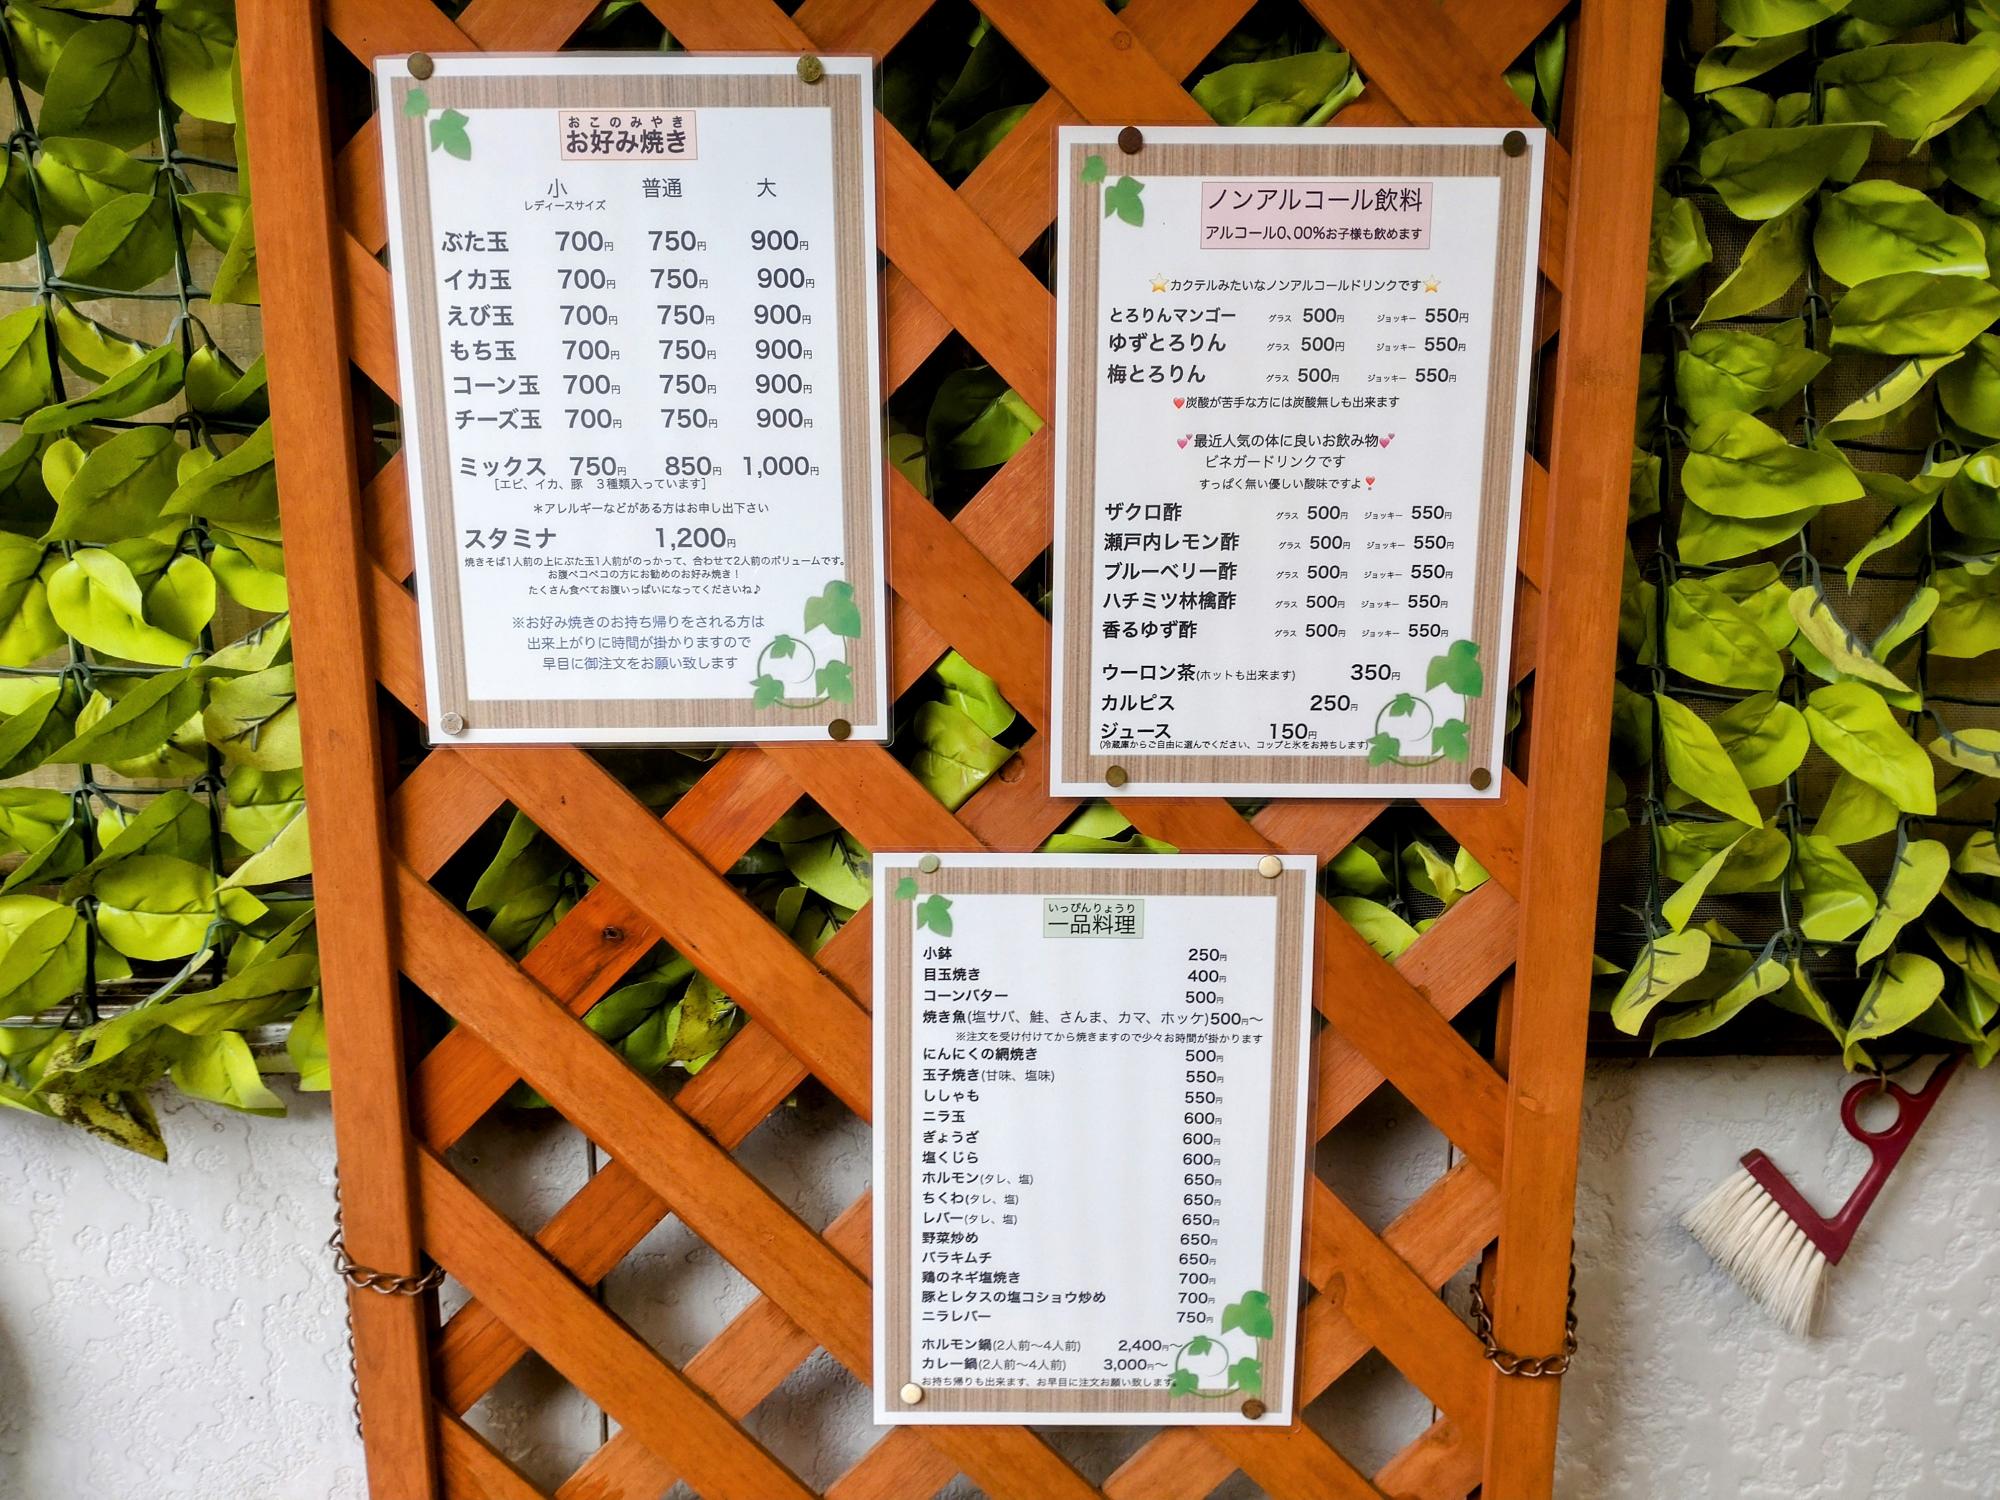 おこのみやき
お好み焼き
小 普通 大
レディースサイズ
ぶた玉 700円 750円 900円
イカ玉 700円 750円 900円
えび玉 700円 750円 900円
もち玉 700円 750円 900円
コーン玉 700円 750円 900円
チーズ玉 700円 750円 900円
ミックス 750円 850円 1,000円
[エビ、イカ、豚 3種類入っています]
＊アレルギーなどがある方はお申し出下さい
スタミナ 1,200円
焼きそば1人前の上にぶた玉1人前がのっかって、合わせて2人前のボリュームです。
お腹ペコペコの方にお勧めのお好み焼き！
たくさん食べてお腹いっぱいになってくださいね♪
※お好み焼きのお持ち帰りをされる方は
出来上がりに時間が掛かりますので
早目に御注文をお願い致します
ノンアルコール飲料
アルコール0、00%お子様も飲めます
⭐カクテルみたいなノンアルコールドリンクです⭐
とろりんマンゴー グラス 500円 ジョッキー 550円
ゆずとろりん グラス 500円 ジョッキー 550円
梅とろりん グラス 500円 ジョッキー 550円
❤炭酸が苦手な方には炭酸無しも出来ます
💕最近人気の体に良いお飲み物💕
ビネガードリンクです
すっぱく無い優しい酸味ですよ❣
ザクロ酢 グラス 500円 ジョッキー 550円
瀬戸内レモン酢 グラス 500円 ジョッキー 550円
ブルーベリー酢 グラス 500円 ジョッキー 550円
ハチミツ林檎酢 グラス 500円 ジョッキー 550円
香るゆず酢 グラス 500円 ジョッキー 550円
ウーロン茶(ホットも出来ます) 350円
カルピス 250円
ジュース 150円
(冷蔵庫からご自由に選んでください、コップと氷をお持ちします)
いっぴんりょうり
一品料理
小鉢 250円
目玉焼き 400円
コーンバター 500円
焼き魚(塩サバ、鮭、さんま、カマ、ホッケ)500円〜
※注文を受け付けてから焼きますので少々お時間が掛かります
にんにくの網焼き 500円
玉子焼き(甘味、塩味) 550円
ししゃも 550円
ニラ玉 600円
ぎょうざ 600円
塩くじら 600円
ホルモン(タレ、塩) 650円
ちくわ(タレ、塩) 650円
レバー(タレ、塩) 650円
野菜炒め 650円
バラキムチ 650円
鶏のネギ塩焼き 700円
豚とレタスの塩コショウ炒め 700円
ニラレバー 750円
ホルモン鍋(2人前〜4人前) 2,400円〜
カレー鍋(2人前〜4人前) 3,000円〜
お持ち帰りも出来ます、お早目に注文お願い致します。